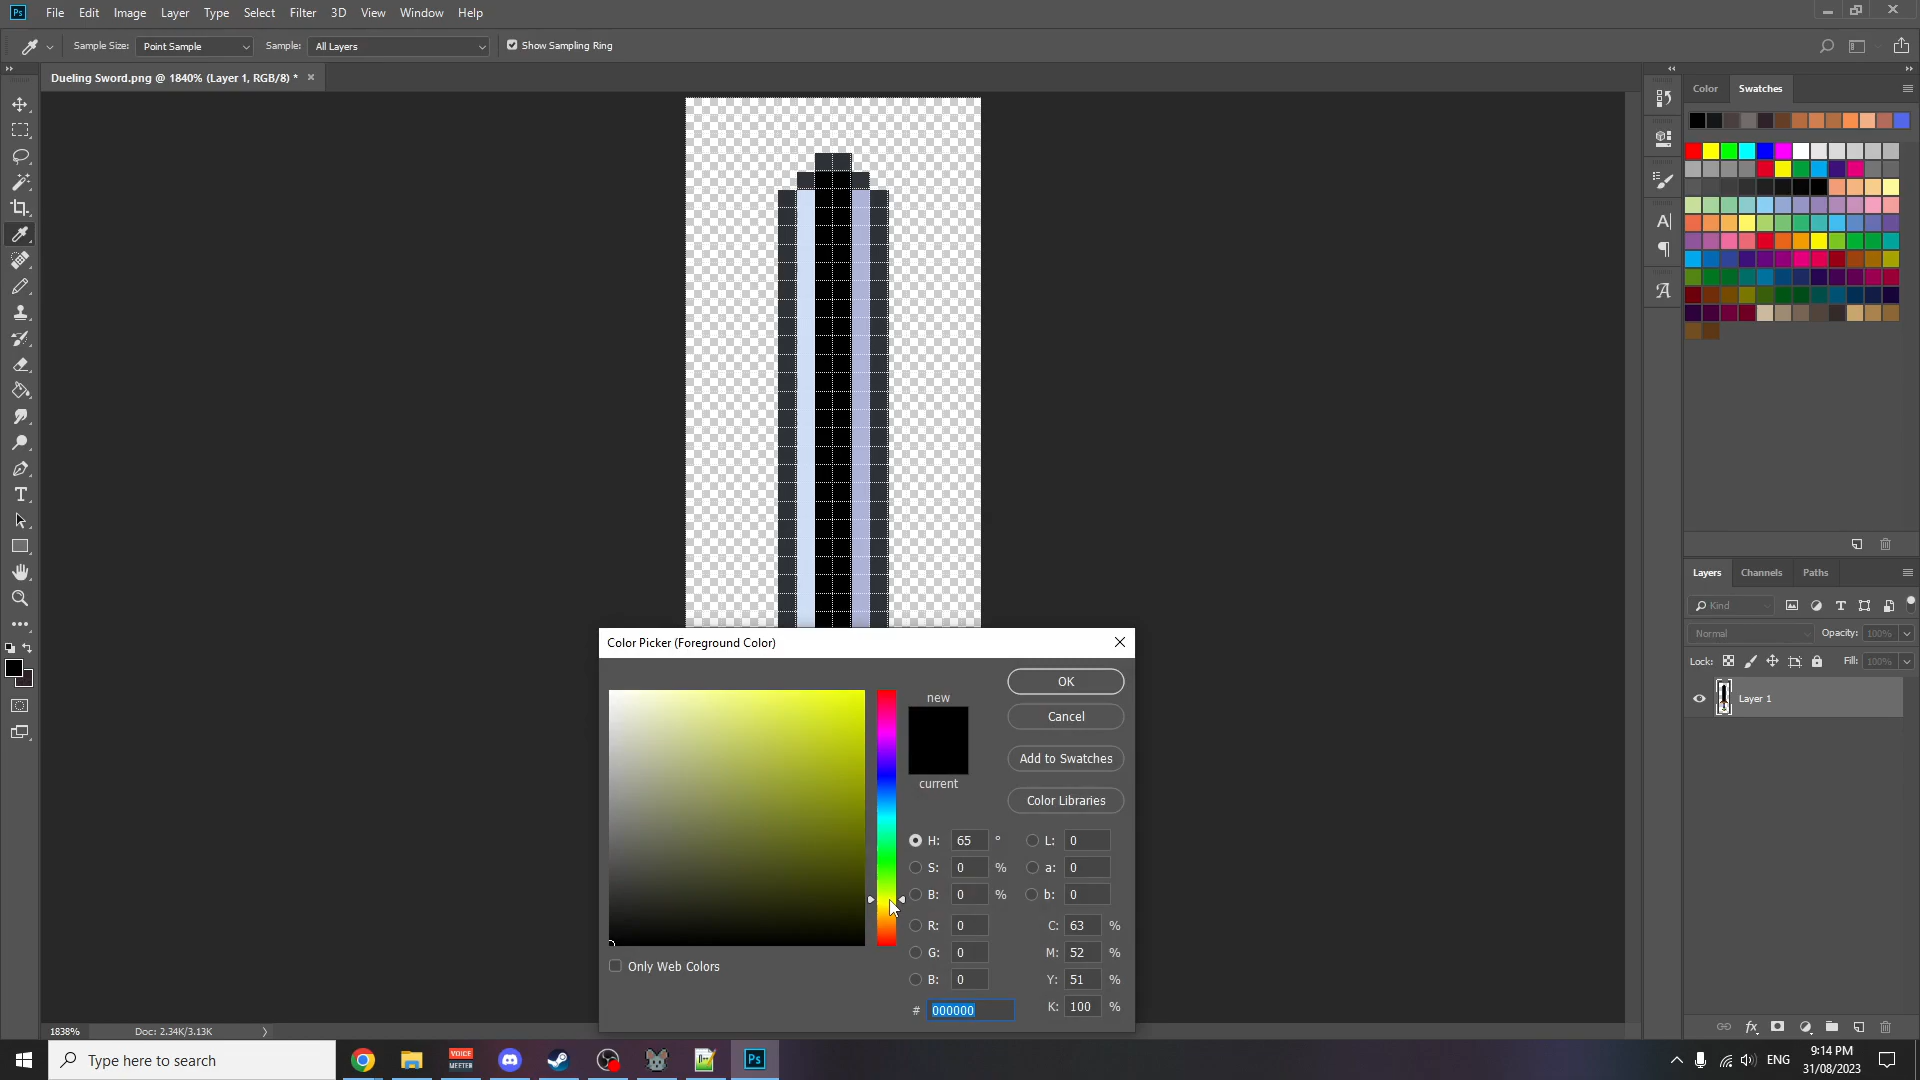 Ps File Edit Image Layer Type Select Filter 3D View Window Help
Sample Size: Point Sample Sample: All Layers Show Sampling Ring
Dueling Sword.png @ 1840% (Layer 1, RGB/8) *
Color Swatches
Layers Channels Paths
Kind
Normal Opacity: 100%
Lock: Fill: 100%
Layer 1
Color Picker (Foreground Color)
new
current
OK
Cancel
Add to Swatches
Color Libraries
H: 65 ° L: 0
S: 0 % a: 0
B: 0 % b: 0
R: 0 C: 63 %
G: 0 M: 52 %
B: 0 Y: 51 %
# 000000 K: 100 %
Only Web Colors
1838% Doc: 2.34K/3.13K
Type here to search
VOICE
MEETER
Ps
ENG
9:14 PM
31/08/2023